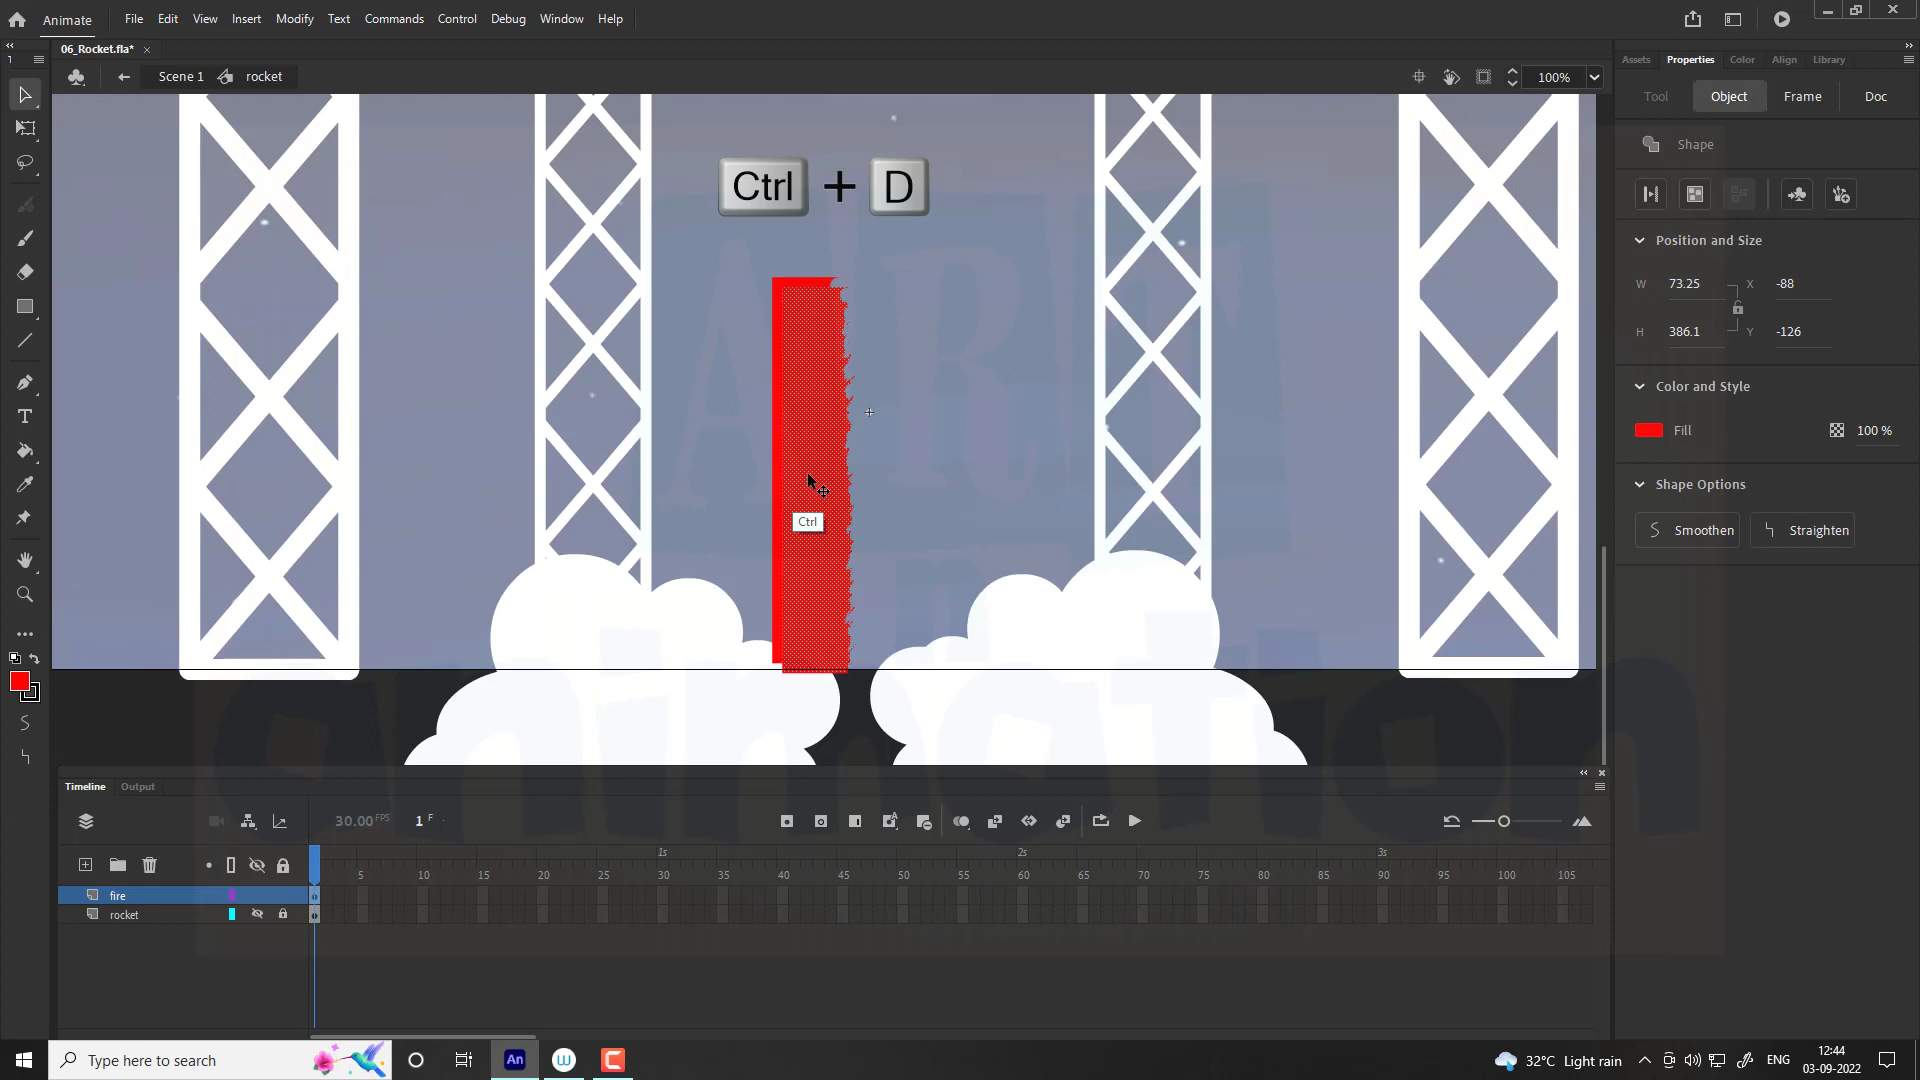 Animate File Edit View Insert Modify Text Commands Control Debug Window Help
06_Rocket.fla* ×
Scene 1 rocket 100%
Assets Properties Color Align Library
Tool Object Frame Doc
Shape
Position and Size
W 73.25 X -88
H 386.1 Y -126
Color and Style
Fill 100 %
Shape Options
Smoothen Straighten
Ctrl + D
ART
Ctrl
m
animation
Timeline Output
30.00 FPS 1 F
1s 2s 3s
5 10 15 20 25 30 35 40 45 50 55 60 65 70 75 80 85 90 95 100 105
fire
rocket
Type here to search
An
32°C Light rain
ENG
12:44
03-09-2022